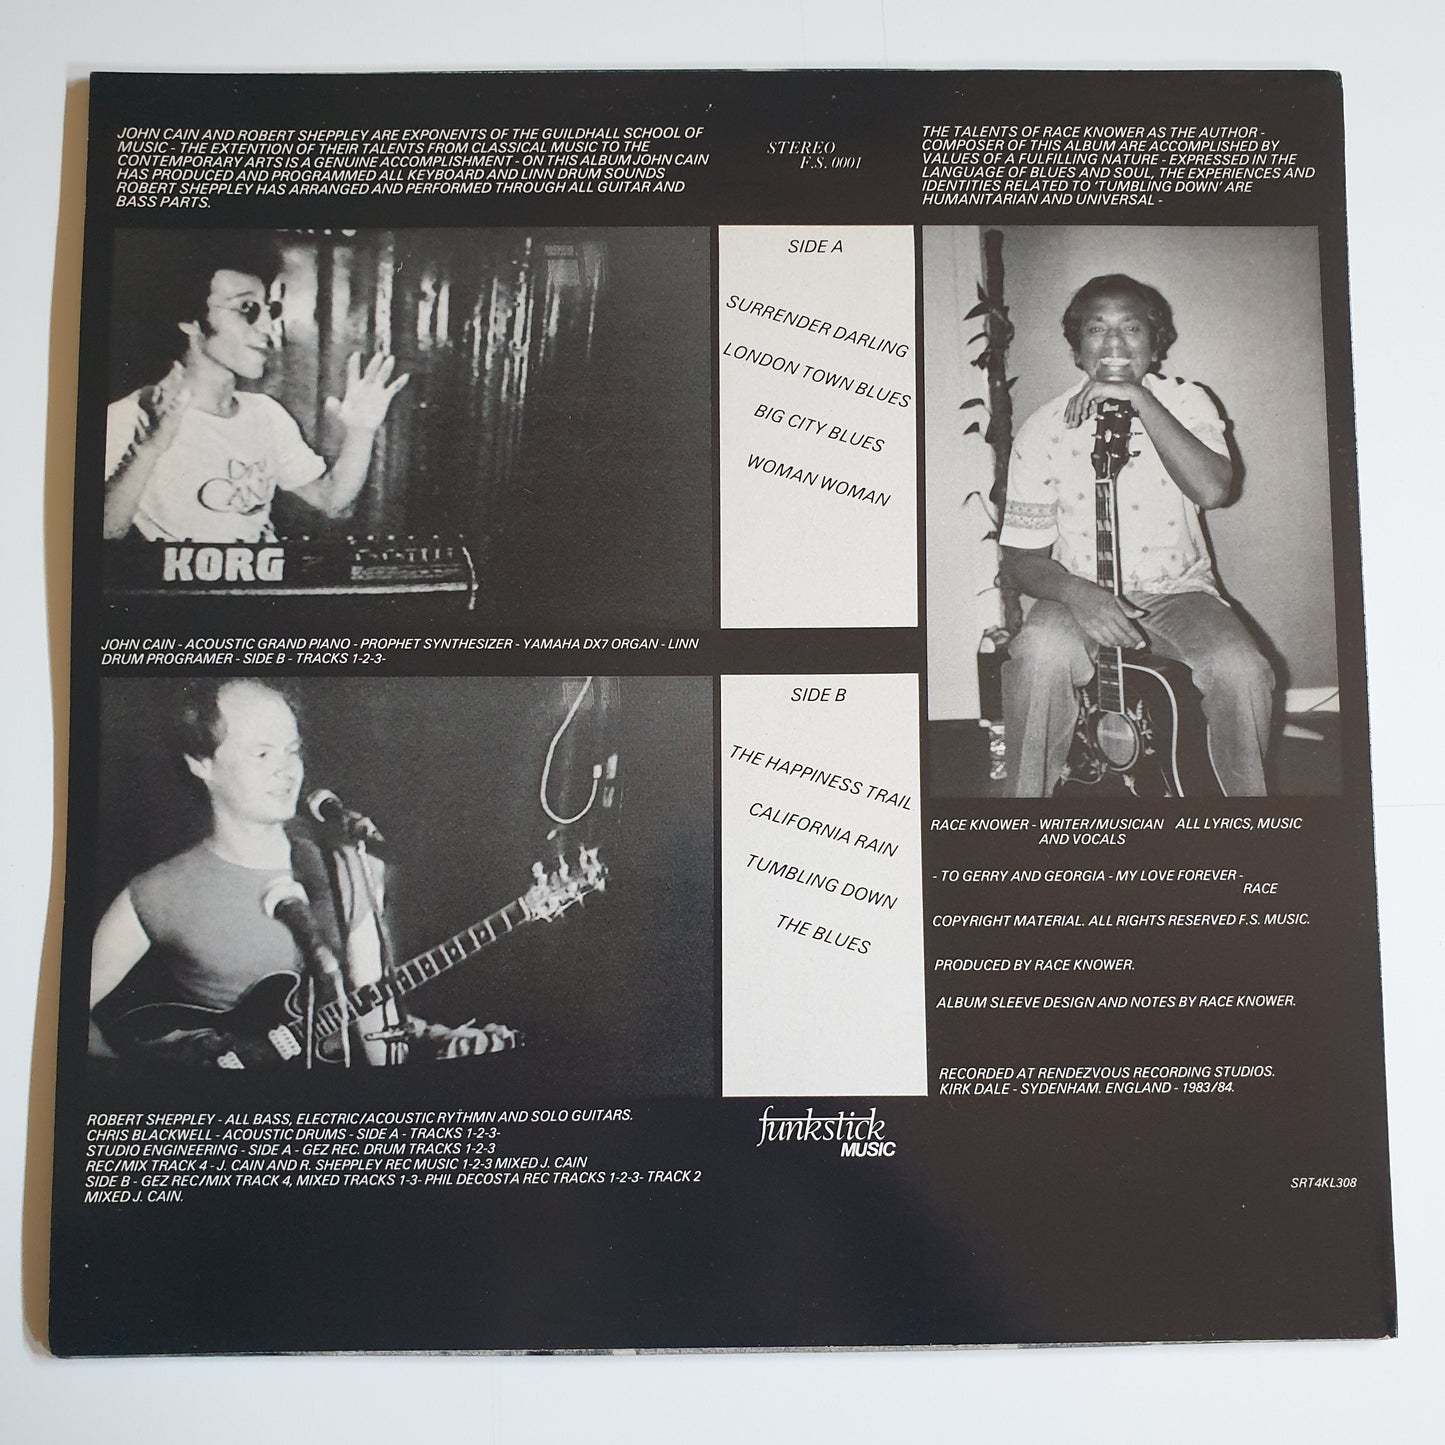 JOHN CAIN AND ROBERT SHEPPLEY ARE EXPONENTS OF THE GUILDHALL SCHOOL OF
MUSIC - THE EXTENTION OF THEIR TALENTS FROM CLASSICAL MUSIC TO THE
CONTEMPORARY ARTS IS A GENUINE ACCOMPLISHMENT - ON THIS ALBUM JOHN CAIN
HAS PRODUCED AND PROGRAMMED ALL KEYBOARD AND LINN DRUM SOUNDS
ROBERT SHEPPLEY HAS ARRANGED AND PERFORMED THROUGH ALL GUITAR AND
BASS PARTS.
STEREO
F.S. 0001
THE TALENTS OF RACE KNOWER AS THE AUTHOR -
COMPOSER OF THIS ALBUM ARE ACCOMPLISHED BY
VALUES OF A FULFILLING NATURE - EXPRESSED IN THE
LANGUAGE OF BLUES AND SOUL, THE EXPERIENCES AND
IDENTITIES RELATED TO 'TUMBLING DOWN' ARE
HUMANITARIAN AND UNIVERSAL -
KORG
JOHN CAIN - ACOUSTIC GRAND PIANO - PROPHET SYNTHESIZER - YAMAHA DX7 ORGAN - LINN
DRUM PROGRAMER - SIDE B - TRACKS 1-2-3-
SIDE A
SURRENDER DARLING
LONDON TOWN BLUES
BIG CITY BLUES
WOMAN WOMAN
SIDE B
THE HAPPINESS TRAIL
CALIFORNIA RAIN
TUMBLING DOWN
THE BLUES
RACE KNOWER - WRITER/MUSICIAN ALL LYRICS, MUSIC
AND VOCALS
- TO GERRY AND GEORGIA - MY LOVE FOREVER -
RACE
COPYRIGHT MATERIAL. ALL RIGHTS RESERVED F.S. MUSIC.
PRODUCED BY RACE KNOWER.
ALBUM SLEEVE DESIGN AND NOTES BY RACE KNOWER.
RECORDED AT RENDEZVOUS RECORDING STUDIOS.
KIRK DALE - SYDENHAM. ENGLAND - 1983/84.
ROBERT SHEPPLEY - ALL BASS, ELECTRIC/ACOUSTIC RYTHMN AND SOLO GUITARS.
CHRIS BLACKWELL - ACOUSTIC DRUMS - SIDE A - TRACKS 1-2-3-
STUDIO ENGINEERING - SIDE A - GEZ REC. DRUM TRACKS 1-2-3
REC/MIX TRACK 4 - J. CAIN AND R. SHEPPLEY REC MUSIC 1-2-3 MIXED J. CAIN
SIDE B - GEZ REC/MIX TRACK 4, MIXED TRACKS 1-3- PHIL DECOSTA REC TRACKS 1-2-3- TRACK 2
MIXED J. CAIN.
funkstick
MUSIC
SRT4KL308